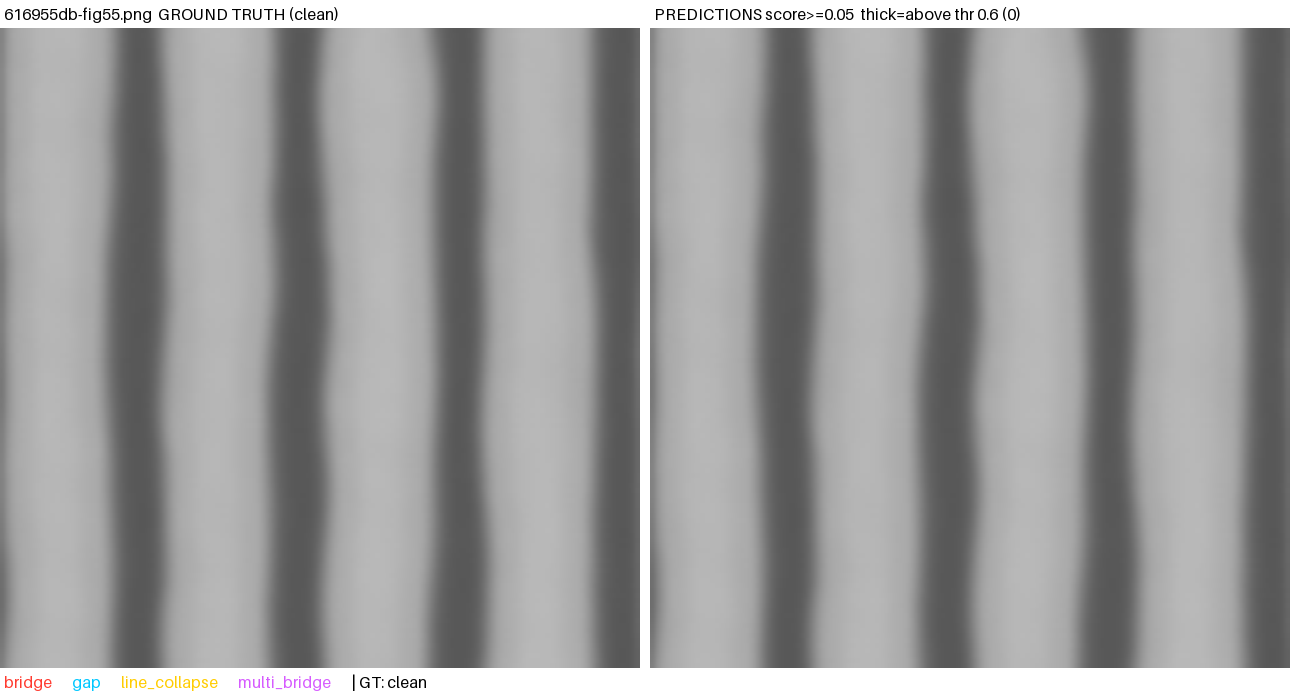 616955db-fig55.png GROUND TRUTH (clean)
PREDICTIONS score>=0.05 thick=above thr 0.6 (0)
bridge gap line_collapse multi_bridge | GT: clean